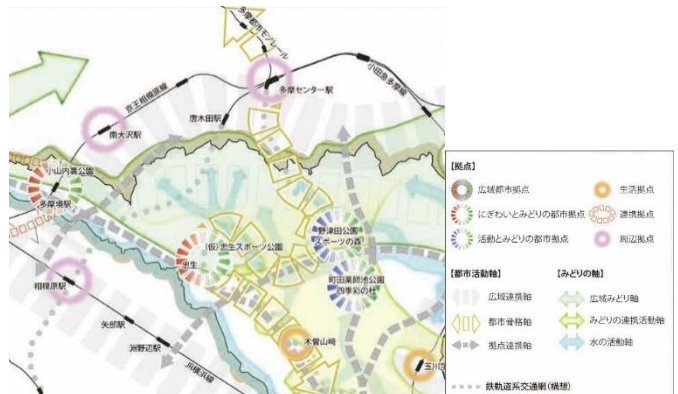 多摩都市モノレール
小田急多摩線
京王相模原線
多摩センター駅
唐木田駅
南大沢駅
小山内裏公園
多摩境駅
野津田公園
スポーツの森
(仮)忠生スポーツ公園
忠生
町田薬師池公園
四季彩の杜
相模原駅
矢部駅
淵野辺駅
JR横浜線
木曽山崎
玉川学
【拠点】
広域都市拠点
生活拠点
にぎわいとみどりの都市拠点
連携拠点
活動とみどりの都市拠点
周辺拠点
【都市活動軸】
【みどりの軸】
広域連携軸
広域みどり軸
都市骨格軸
みどりの連携活動軸
拠点連携軸
水の活動軸
鉄軌道系交通網(構想)